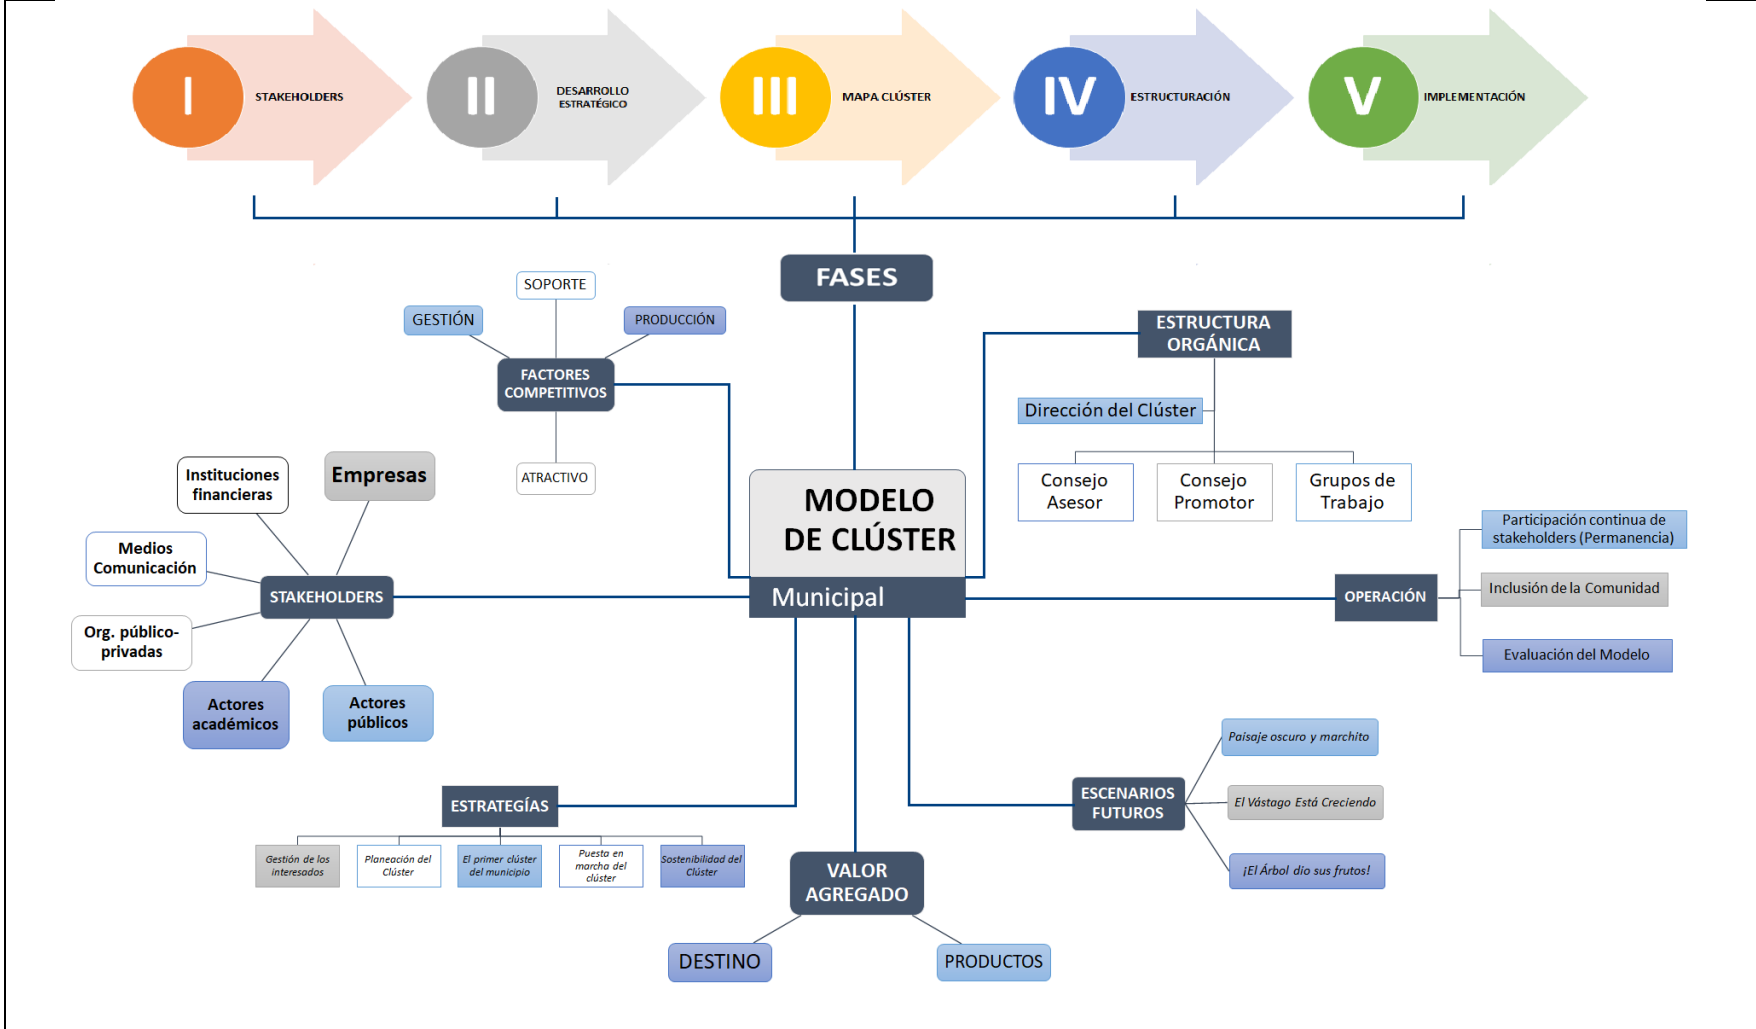 I
STAKEHOLDERS
II
DESARROLLO
ESTRATÉGICO
III
MAPA CLÚSTER
IV
ESTRUCTURACIÓN
V
IMPLEMENTACIÓN
FASES
SOPORTE
GESTIÓN
PRODUCCIÓN
FACTORES
COMPETITIVOS
ATRACTIVO
ESTRUCTURA
ORGÁNICA
Dirección del Clúster
Consejo
Asesor
Consejo
Promotor
Grupos de
Trabajo
Instituciones
financieras
Empresas
Medios
Comunicación
STAKEHOLDERS
Org. público-
privadas
Actores
académicos
Actores
públicos
MODELO
DE CLÚSTER
Municipal
Participación continua de
stakeholders (Permanencia)
OPERACIÓN
Inclusión de la Comunidad
Evaluación del Modelo
ESTRATEGÍAS
Gestión de los
interesados
Planeación del
Clúster
El primer clúster
del municipio
Puesta en
marcha del
clúster
Sostenibilidad del
Clúster
VALOR
AGREGADO
DESTINO
PRODUCTOS
ESCENARIOS
FUTUROS
Paisaje oscuro y marchito
El Vástago Está Creciendo
¡El Árbol dío sus frutos!